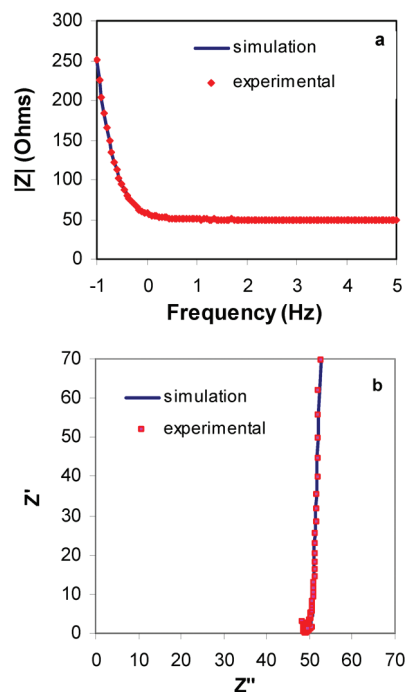 a
300
250
200
150
100
50
0
|Z| (Ohms)
simulation
experimental
-1 0 1 2 3 4 5
Frequency (Hz)
b
70
60
50
40
30
20
10
0
Z'
simulation
experimental
0 10 20 30 40 50 60 70
Z"